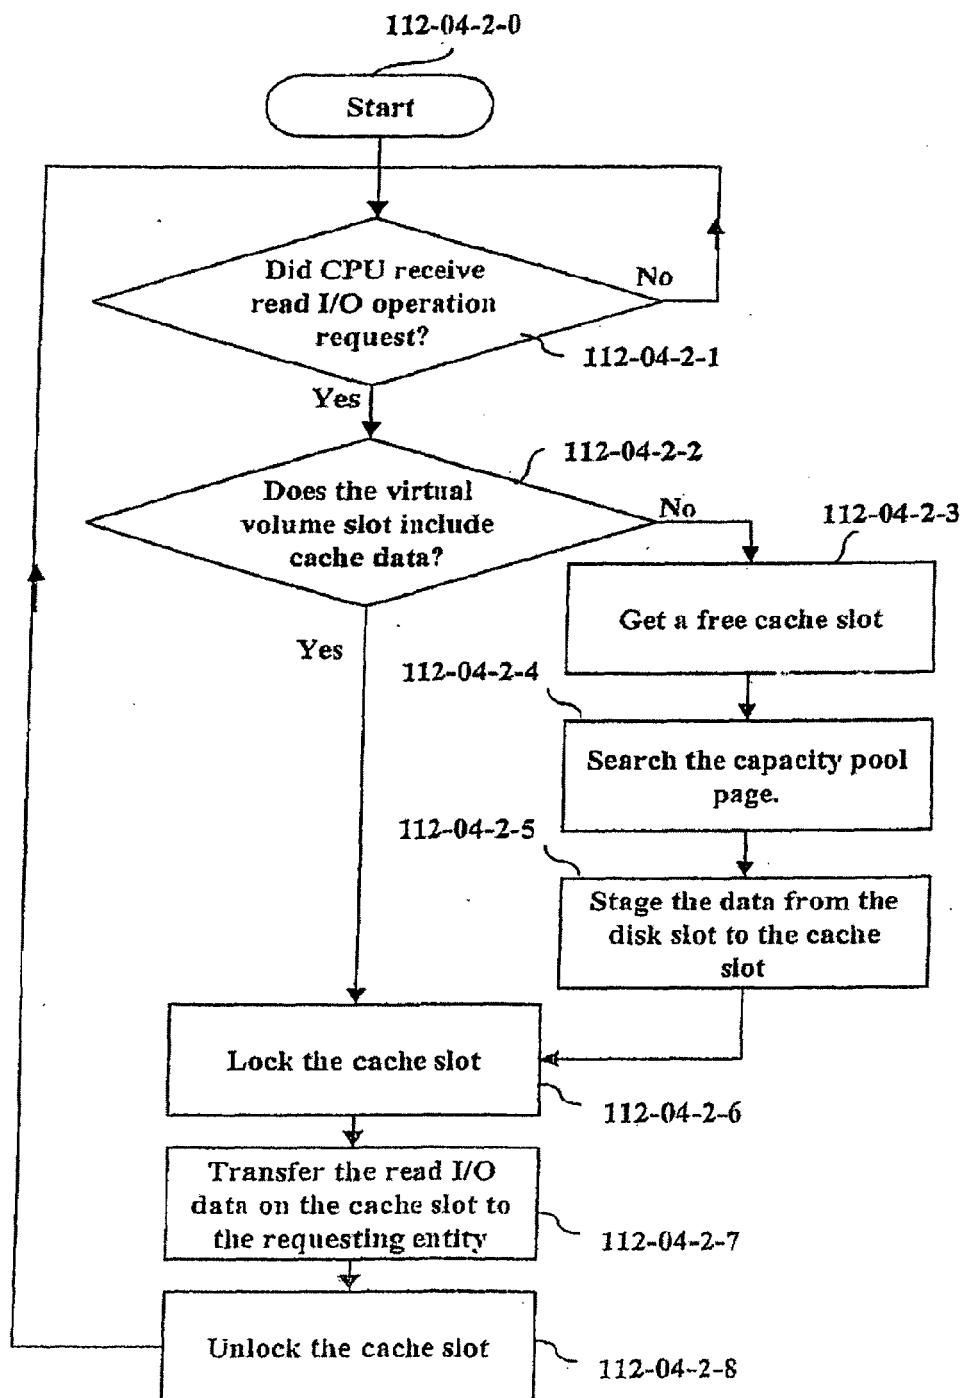 112-04-2-0
Start
Did CPU receive
read I/O operation
request?
No
112-04-2-1
Yes
112-04-2-2
Does the virtual
volume slot include
cache data?
No
112-04-2-3
Get a free cache slot
Yes
112-04-2-4
Search the capacity pool
page.
112-04-2-5
Stage the data from the
disk slot to the cache
slot
Lock the cache slot
112-04-2-6
Transfer the read I/O
data on the cache slot to
the requesting entity
112-04-2-7
Unlock the cache slot
112-04-2-8